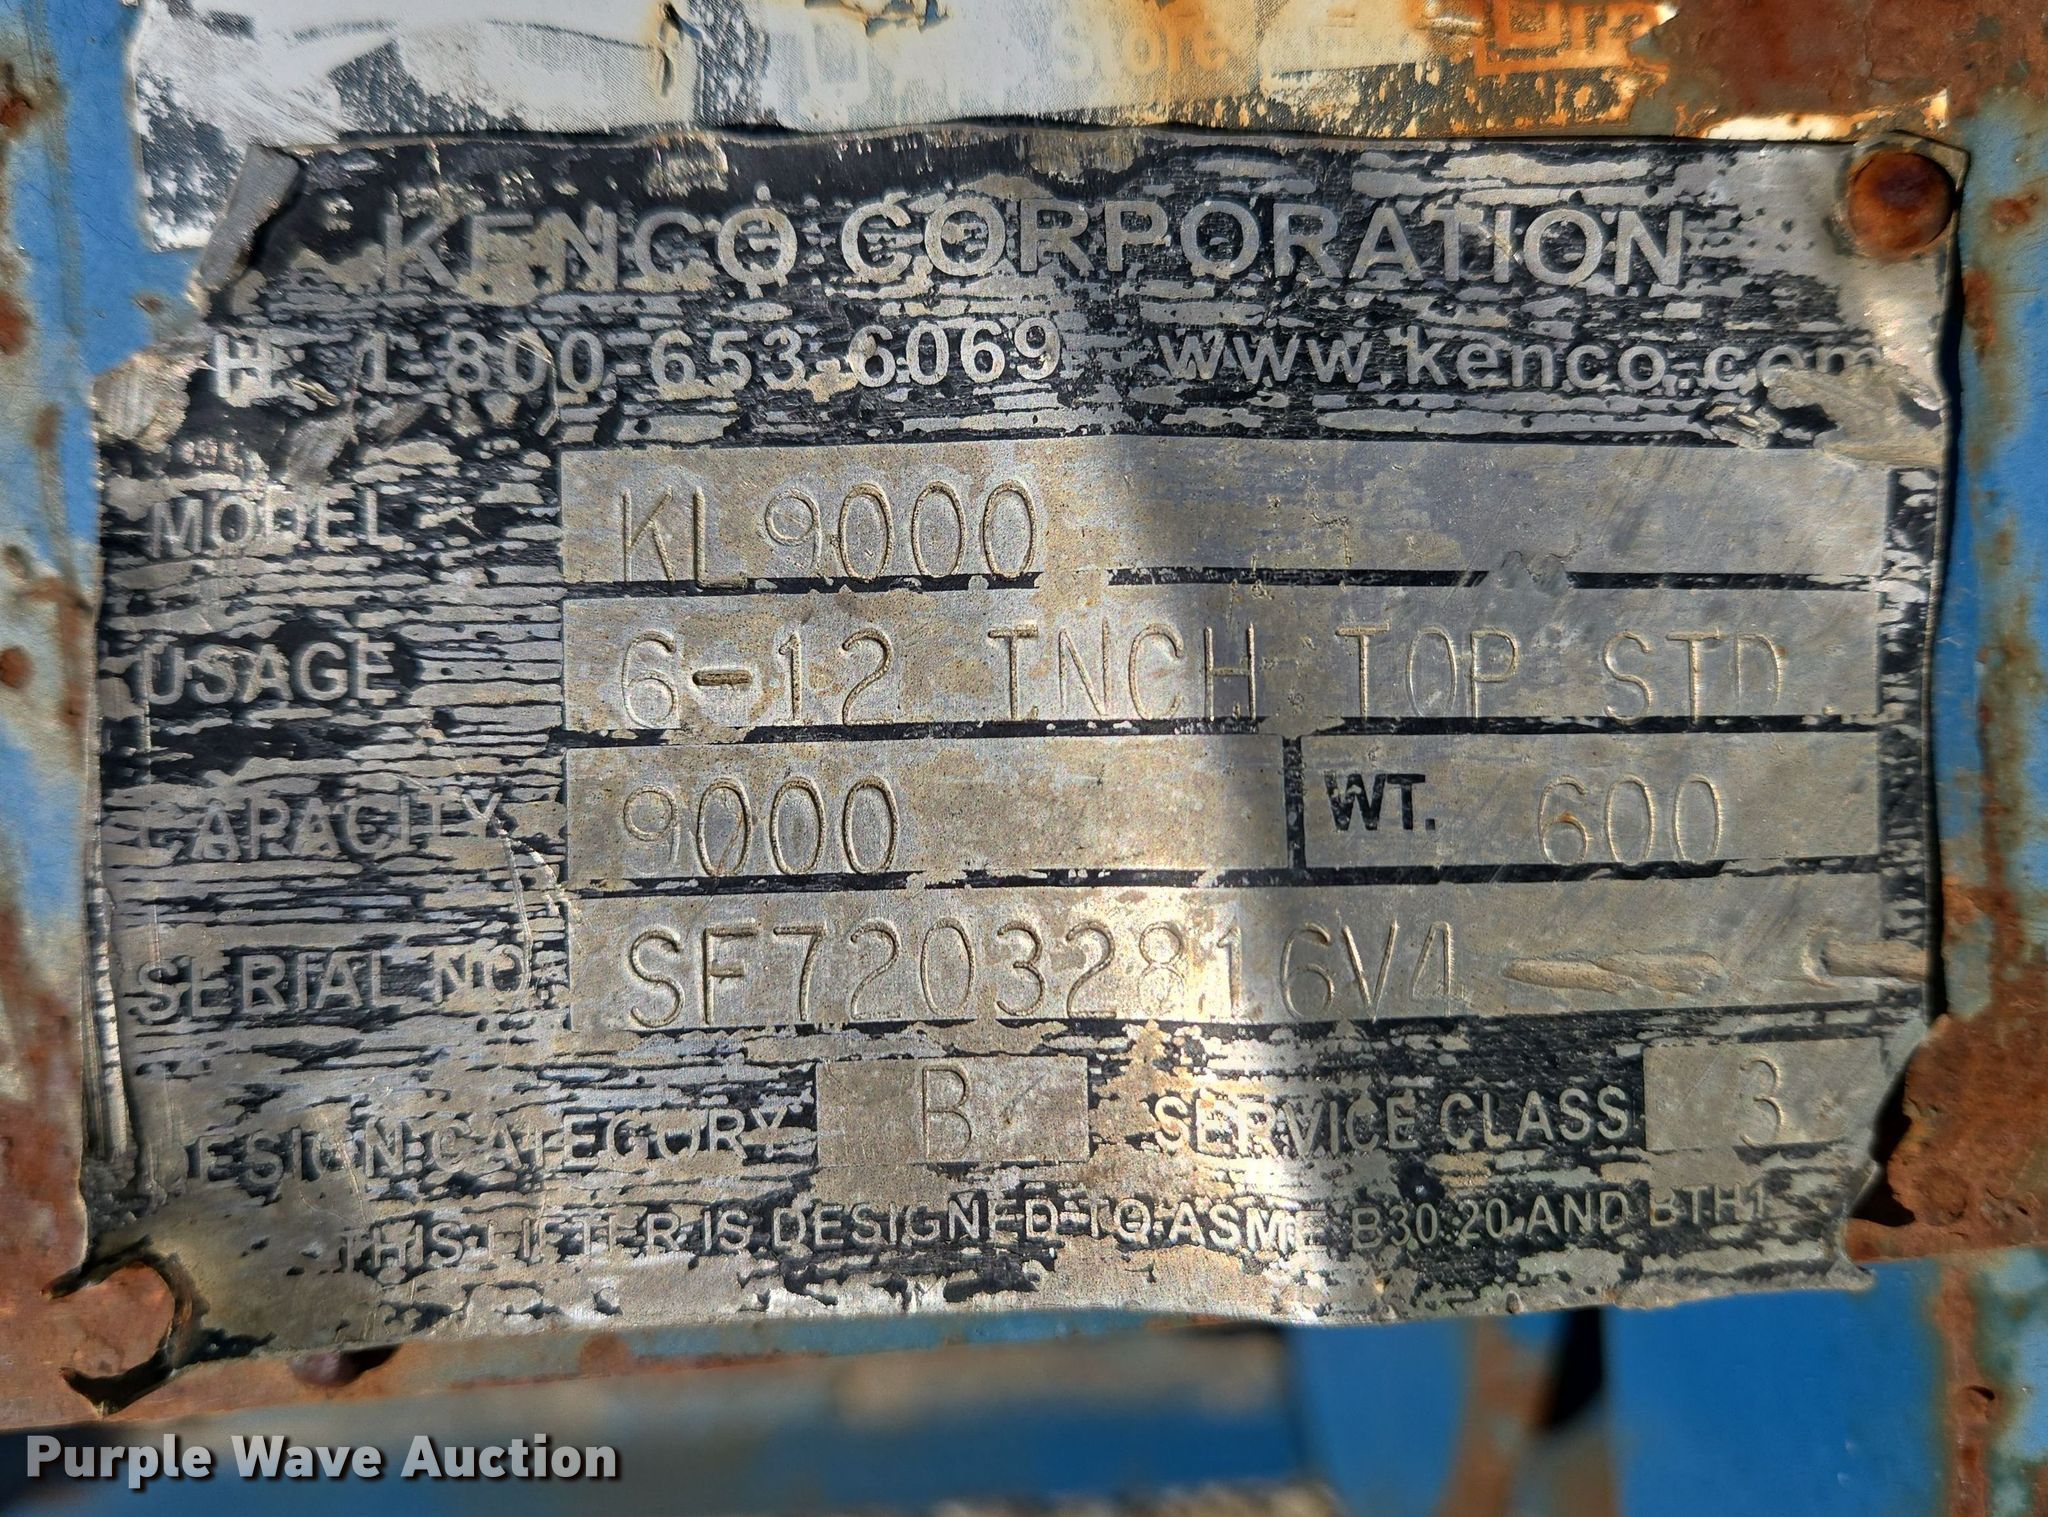 Store
KENCO CORPORATION
1-800-653-6069 www.kenco.com
MODEL KL9000
USAGE 6-12 INCH TOP STD.
CAPACITY 9000 WT. 600
SERIAL NO SF72032816V4
ESIGN CATEGORY B SERVICE CLASS 3
THIS LIFTER IS DESIGNED TO ASME B30.20 AND BTH1
Purple Wave Auction